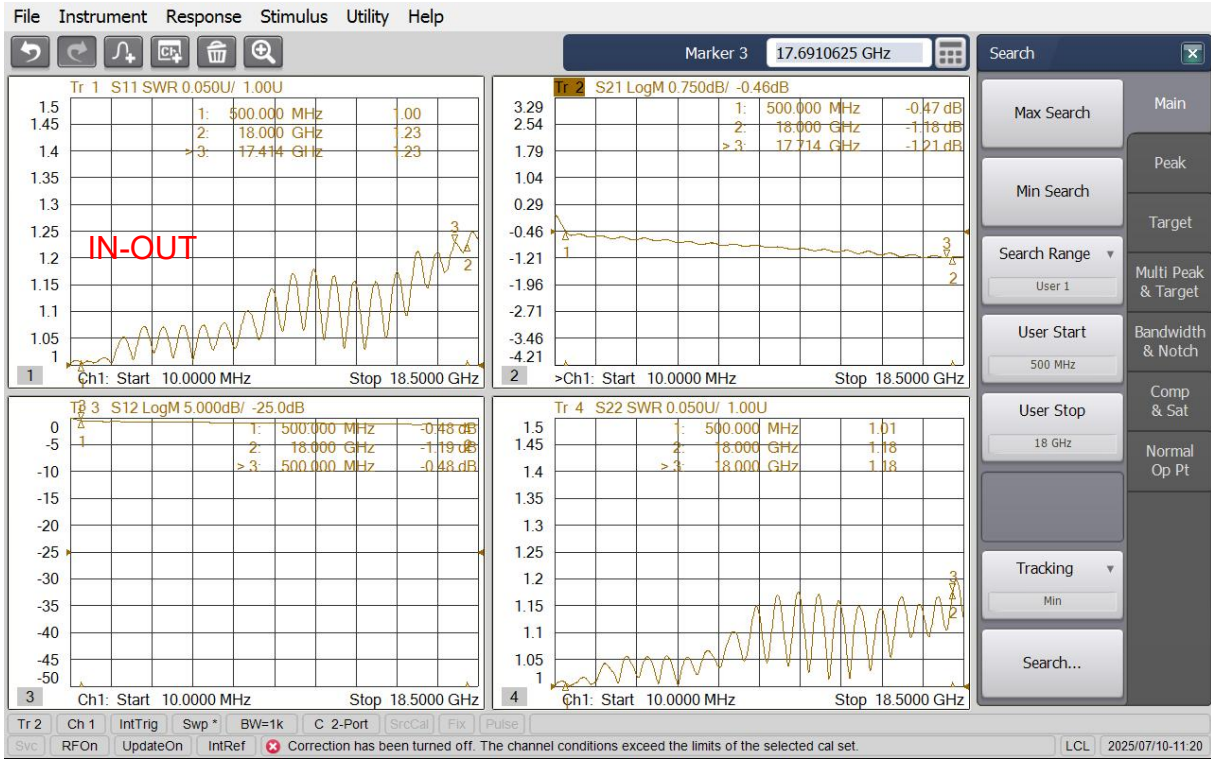 File Instrument Response Stimulus Utility Help
Marker 3 17.6910625 GHz
Search
Tr 1 S11 SWR 0.050U/ 1.00U
1.5
1.45
1.4
1.35
1.3
1.25
1.2
1.15
1.1
1.05
1
1: 500.000 MHz 1.00
2: 18.000 GHz 1.23
> 3: 17.414 GHz 1.23
IN-OUT
3
2
1
1 Ch1: Start 10.0000 MHz Stop 18.5000 GHz
Tr 2 S21 LogM 0.750dB/ -0.46dB
3.29
2.54
1.79
1.04
0.29
-0.46
-1.21
-1.96
-2.71
-3.46
-4.21
1: 500.000 MHz -0.47 dB
2: 18.000 GHz -1.18 dB
> 3: 17.714 GHz -1.21 dB
1
3
2
2 >Ch1: Start 10.0000 MHz Stop 18.5000 GHz
Tr 3 S12 LogM 5.000dB/ -25.0dB
0
-5
-10
-15
-20
-25
-30
-35
-40
-45
-50
1: 500.000 MHz -0.48 dB
2: 18.000 GHz -1.19 dB
> 3: 500.000 MHz -0.48 dB
1
3 Ch1: Start 10.0000 MHz Stop 18.5000 GHz
Tr 4 S22 SWR 0.050U/ 1.00U
1.5
1.45
1.4
1.35
1.3
1.25
1.2
1.15
1.1
1.05
1
1: 500.000 MHz 1.01
2: 18.000 GHz 1.18
> 3: 18.000 GHz 1.18
3
2
4 Ch1: Start 10.0000 MHz Stop 18.5000 GHz
Max Search
Min Search
Search Range
User 1
User Start
500 MHz
User Stop
18 GHz
Tracking
Min
Search...
Main
Peak
Target
Multi Peak
& Target
Bandwidth
& Notch
Comp
& Sat
Normal
Op Pt
Tr 2 Ch 1 IntTrig Swp * BW=1k C 2-Port SrcCal Fix Pulse
Svc RFOn UpdateOn IntRef Correction has been turned off. The channel conditions exceed the limits of the selected cal set. LCL 2025/07/10-11:20